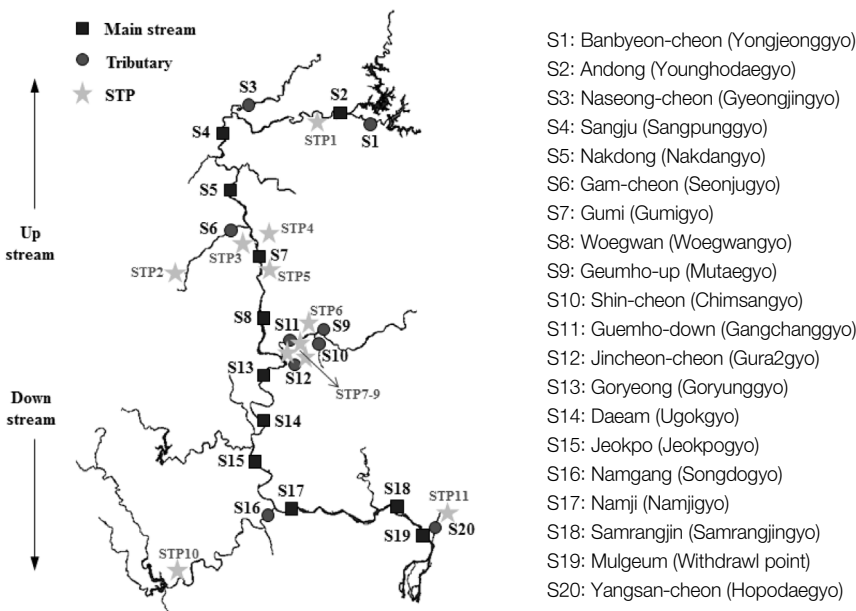 Main stream
Tributary
STP
Up
stream
Down
stream
S3
S2
S4
STP1
S1
S5
S6
STP4
STP3
S7
STP2
STP5
S8
STP6
S11
S9
S10
S13
S12
STP7-9
S14
S15
S16
S17
S18
STP11
S19
S20
STP10
S1: Banbyeon-cheon (Yongjeonggyo)
S2: Andong (Younghodaegyo)
S3: Naseong-cheon (Gyeongjingyo)
S4: Sangju (Sangpunggyo)
S5: Nakdong (Nakdangyo)
S6: Gam-cheon (Seonjugyo)
S7: Gumi (Gumigyo)
S8: Woegwan (Woegwangyo)
S9: Geumho-up (Mutaegyo)
S10: Shin-cheon (Chimsangyo)
S11: Guemho-down (Gangchanggyo)
S12: Jincheon-cheon (Gura2gyo)
S13: Goryeong (Goryunggyo)
S14: Daeam (Ugokgyo)
S15: Jeokpo (Jeokpogyo)
S16: Namgang (Songdogyo)
S17: Namji (Namjigyo)
S18: Samrangjin (Samrangjingyo)
S19: Mulgeum (Withdrawl point)
S20: Yangsan-cheon (Hopodaegyo)